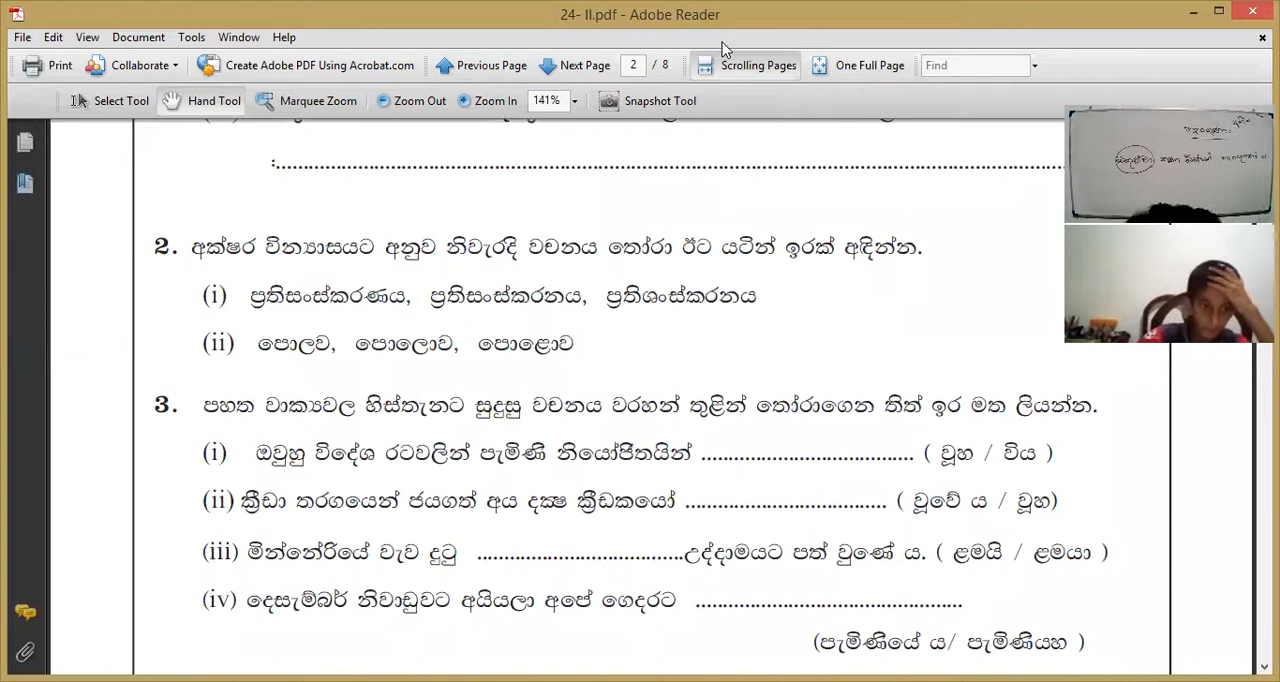 24- II.pdf - Adobe Reader
File Edit View Document Tools Window Help
Print Collaborate Create Adobe PDF Using Acrobat.com Previous Page Next Page 2 / 8 Scrolling Pages One Full Page Find
Select Tool Hand Tool Marquee Zoom Zoom Out Zoom In 141% Snapshot Tool
:....................................................................................................
2. අක්ෂර වින්‍යාසයට අනුව නිවැරදි වචනය තෝරා ඊට යටින් ඉරක් අඳින්න.
(i) ප්‍රතිසංස්කරණය, ප්‍රතිසංස්කරනය, ප්‍රතිශංස්කරනය
(ii) පොලව, පොලොව, පොළොව
3. පහත වාක්‍යවල හිස්තැනට සුදුසු වචනය වරහන් තුළින් තෝරාගෙන තිත් ඉර මත ලියන්න.
(i) ඔවුහු විදේශ රටවලින් පැමිණි නියෝජිතයින් ....................................... ( වූහ / විය )
(ii) ක්‍රීඩා තරගයෙන් ජයගත් අය දක්‍ෂ ක්‍රීඩකයෝ ..................................... ( වූවේ ය / වූහ)
(iii) මින්නේරියේ වැව දුටු ......................................උද්දාමයට පත් වුණේ ය. ( ළමයි / ළමයා )
(iv) දෙසැම්බර් නිවාඩුවට අයියලා අපේ ගෙදරට .................................................
(පැමිණියේ ය/ පැමිණියහ )